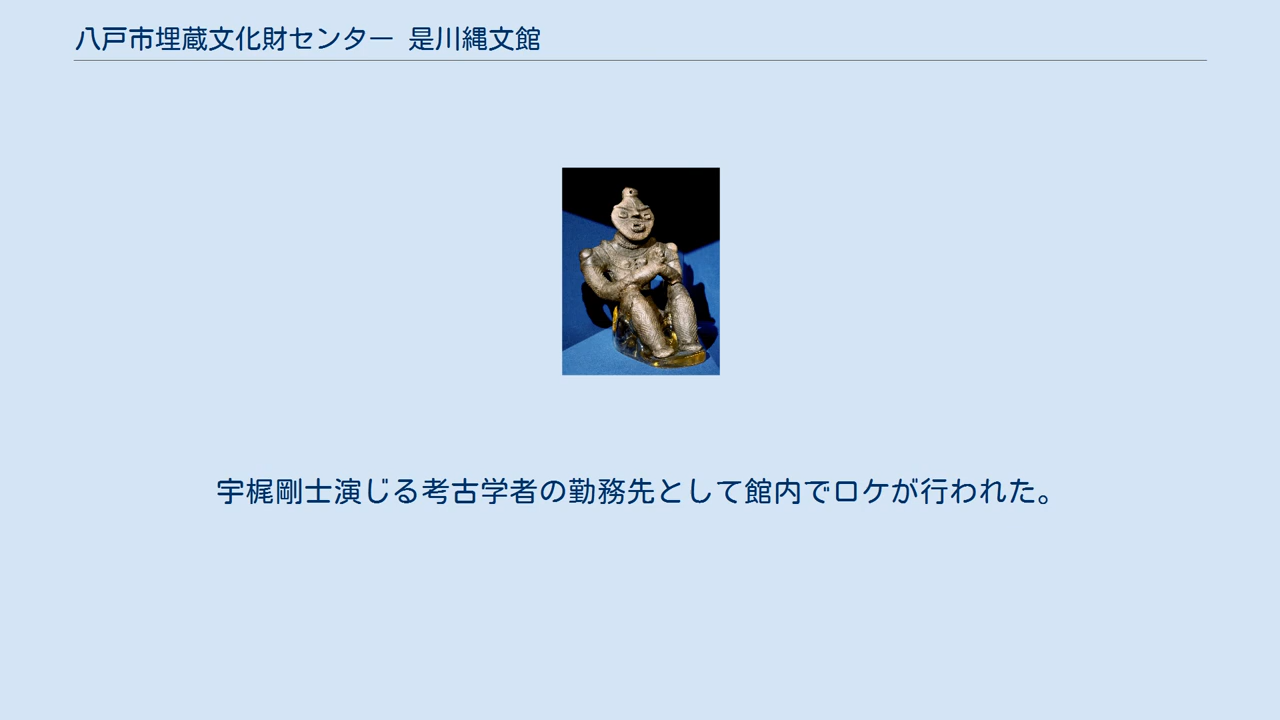 八戸市埋蔵文化財センター 是川縄文館
宇梶剛士演じる考古学者の勤務先として館内でロケが行われた。